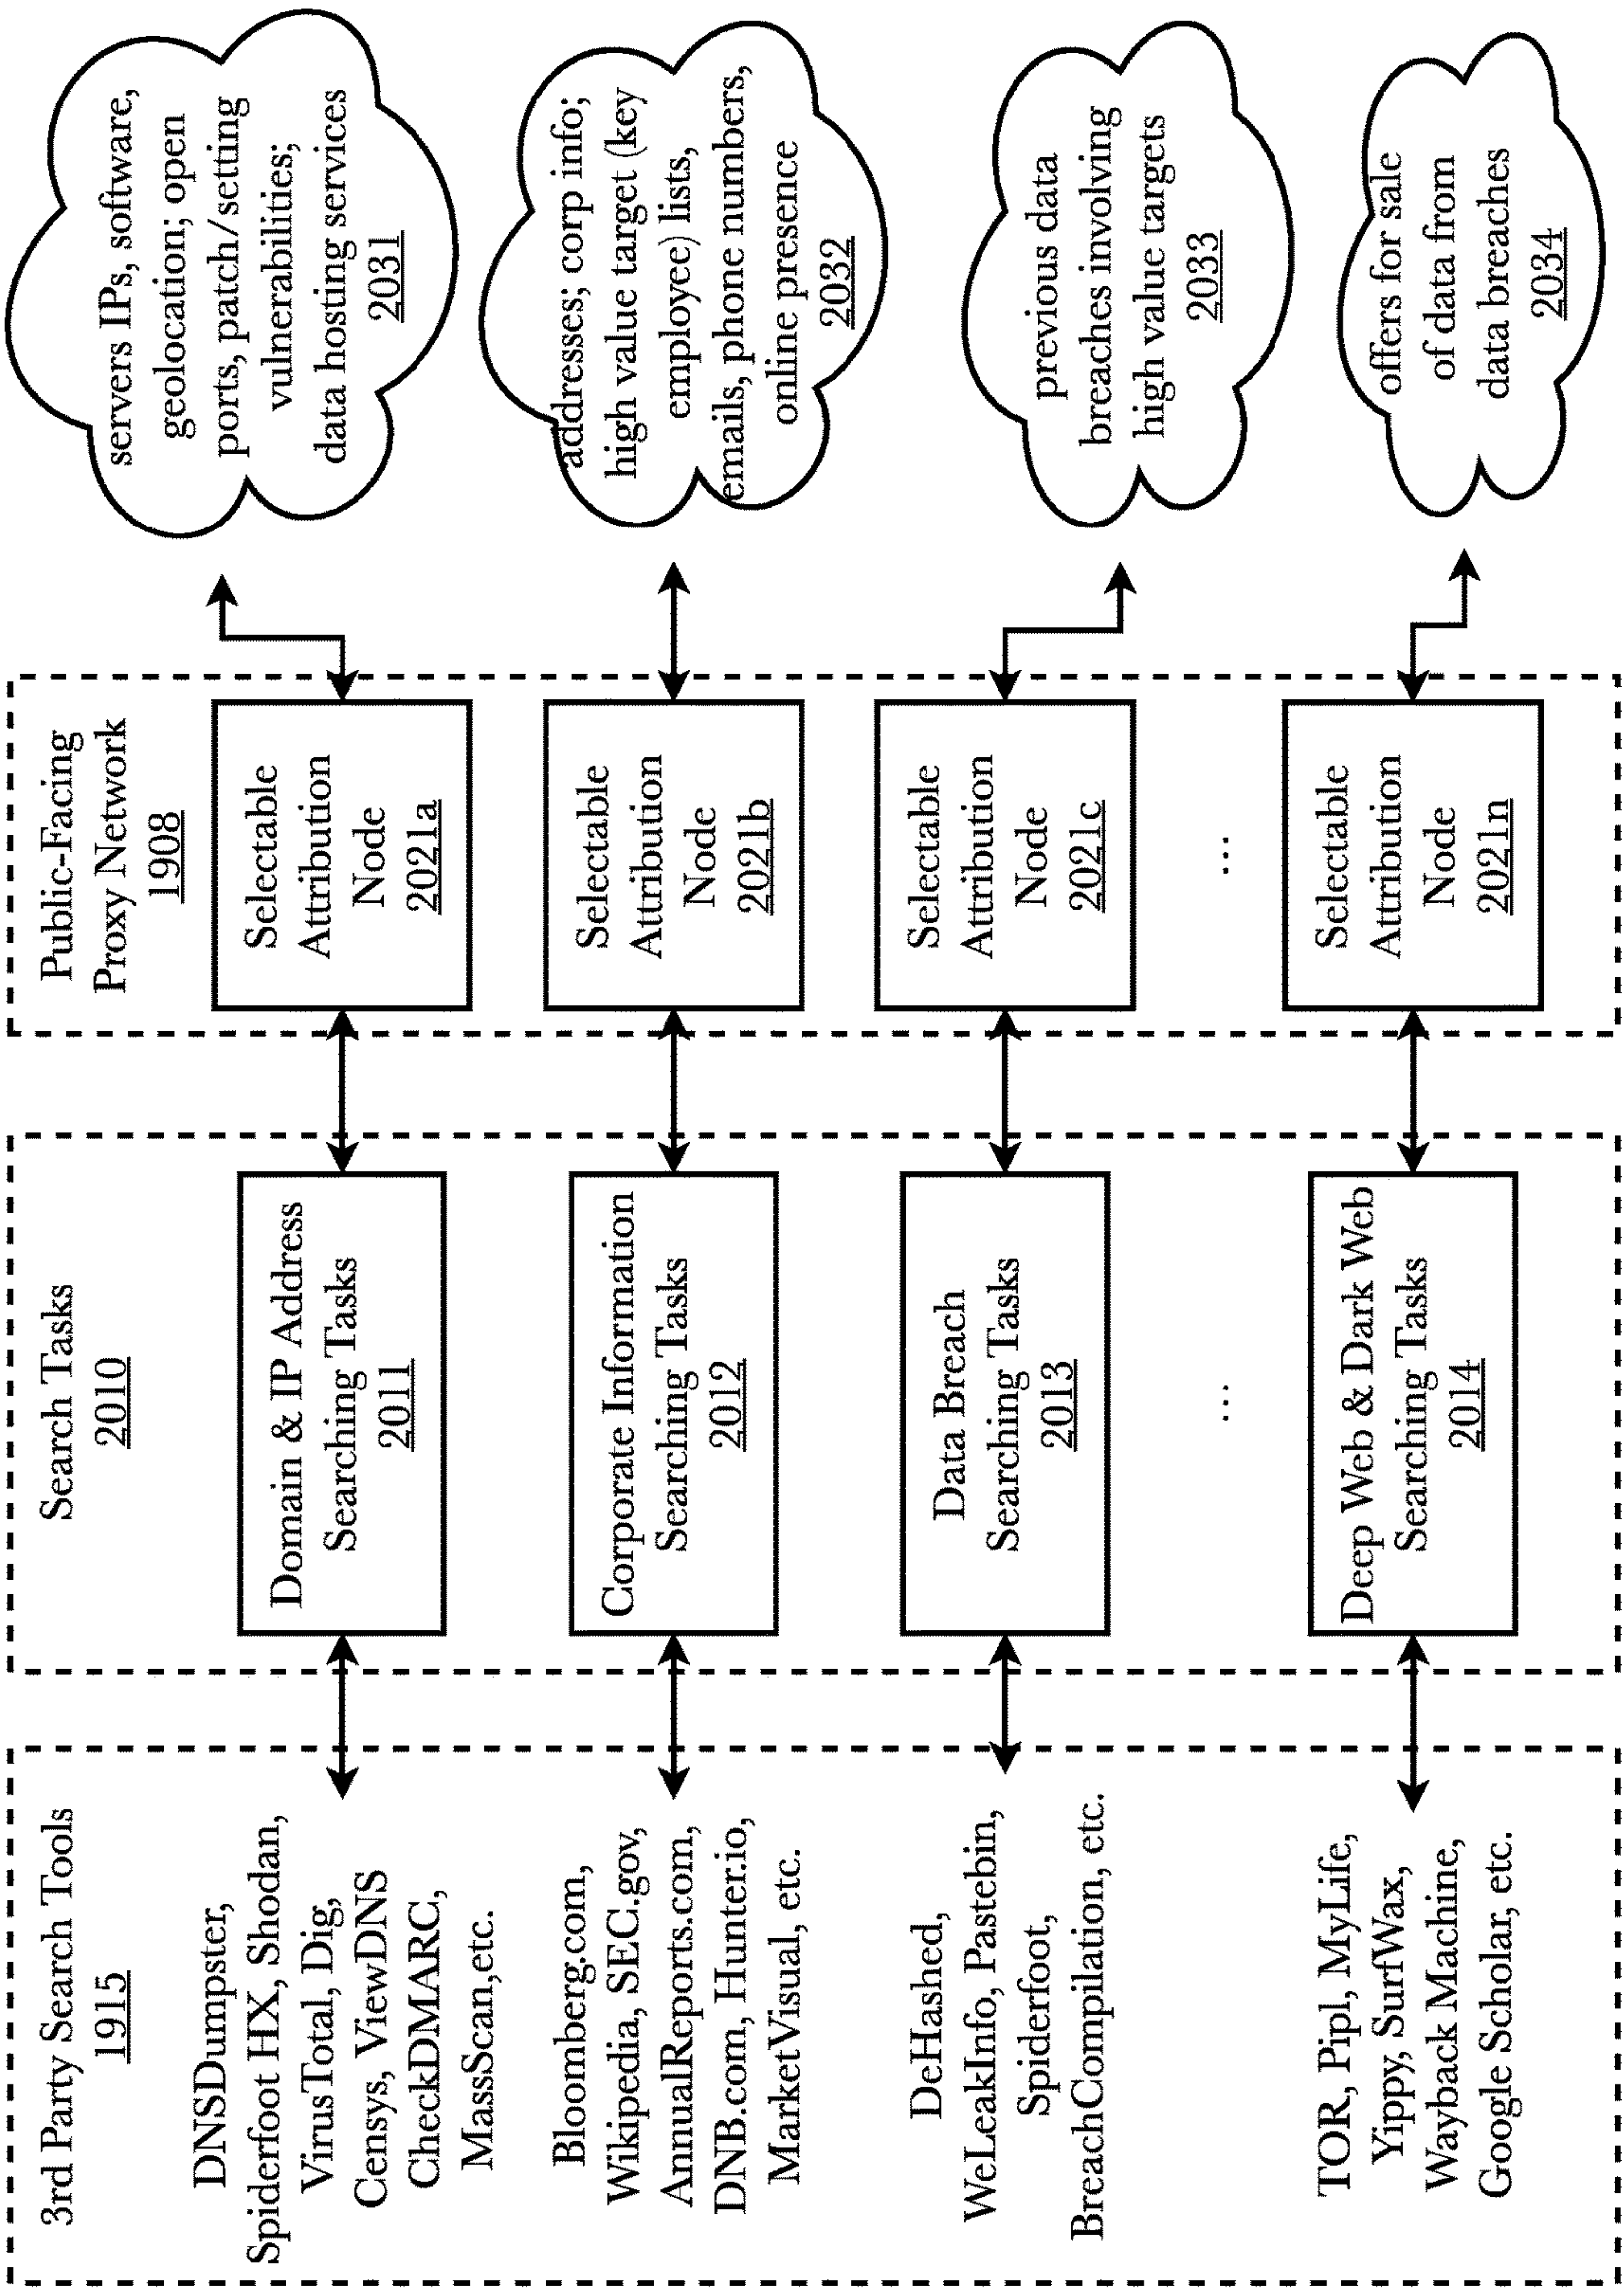 3rd Party Search Tools
1915
DNSDumpster,
Spiderfoot HX, Shodan,
VirusTotal, Dig,
Censys, ViewDNS
CheckDMARC,
MassScan,etc.
Bloomberg.com,
Wikipedia, SEC.gov,
AnnualReports.com,
DNB.com, Hunter.io,
MarketVisual, etc.
DeHashed,
WeLeakInfo, Pastebin,
Spiderfoot,
BreachCompilation, etc.
TOR, Pipl, MyLife,
Yippy, SurfWax,
Wayback Machine,
Google Scholar, etc.
Search Tasks
2010
Domain & IP Address
Searching Tasks
2011
Corporate Information
Searching Tasks
2012
Data Breach
Searching Tasks
2013
...
Deep Web & Dark Web
Searching Tasks
2014
Public-Facing
Proxy Network
1908
Selectable
Attribution
Node
2021a
Selectable
Attribution
Node
2021b
Selectable
Attribution
Node
2021c
...
Selectable
Attribution
Node
2021n
servers IPs, software,
geolocation; open
ports, patch/setting
vulnerabilities;
data hosting services
2031
addresses; corp info;
high value target (key
employee) lists,
emails, phone numbers,
online presence
2032
previous data
breaches involving
high value targets
2033
offers for sale
of data from
data breaches
2034